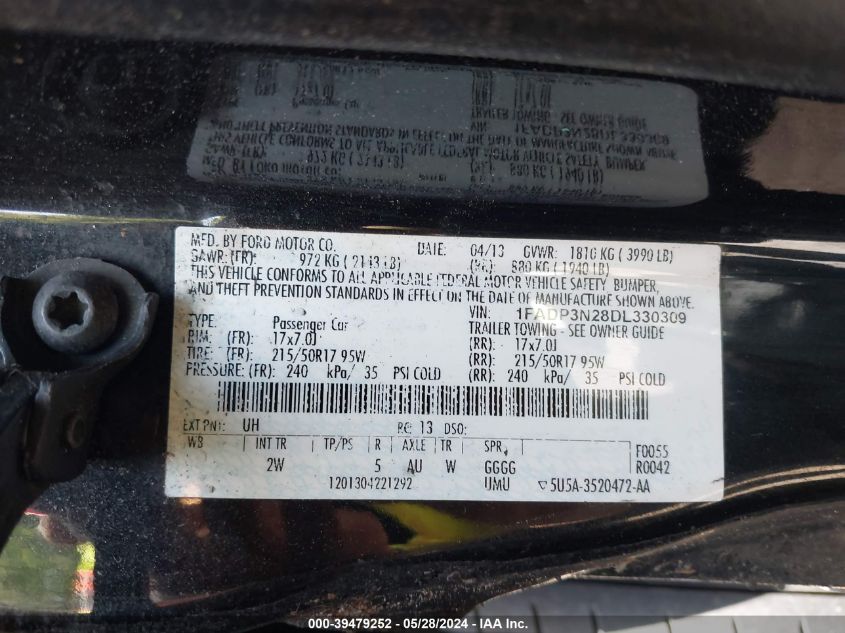 MFD. BY FORD MOTOR CO. DATE: 04/13 GVWR: 1810 KG ( 3990 LB)
GAWR: (FR): 972 KG ( 2143 LB) (RR): 880 KG ( 1940 LB)
THIS VEHICLE CONFORMS TO ALL APPLICABLE FEDERAL MOTOR VEHICLE SAFETY, BUMPER,
AND THEFT PREVENTION STANDARDS IN EFFECT ON THE DATE OF MANUFACTURE SHOWN ABOVE.
VIN: 1FADP3N28DL330309
TYPE: Passenger Car TRAILER TOWING - SEE OWNER GUIDE
RIM: (FR): 17x7.0J (RR): 17x7.0J
TIRE: (FR): 215/50R17 95W (RR): 215/50R17 95W
PRESSURE: (FR): 240 kPa/ 35 PSI COLD (RR): 240 kPa/ 35 PSI COLD
EXT PNT: UH RC: 13 DSO:
WB INT TR TP/PS R AXLE TR SPR F0055
2W 5 AU W GGGG R0042
1201304221292 UMU 5U5A-3520472-AA
000-39479252 - 05/28/2024 - IAA Inc.